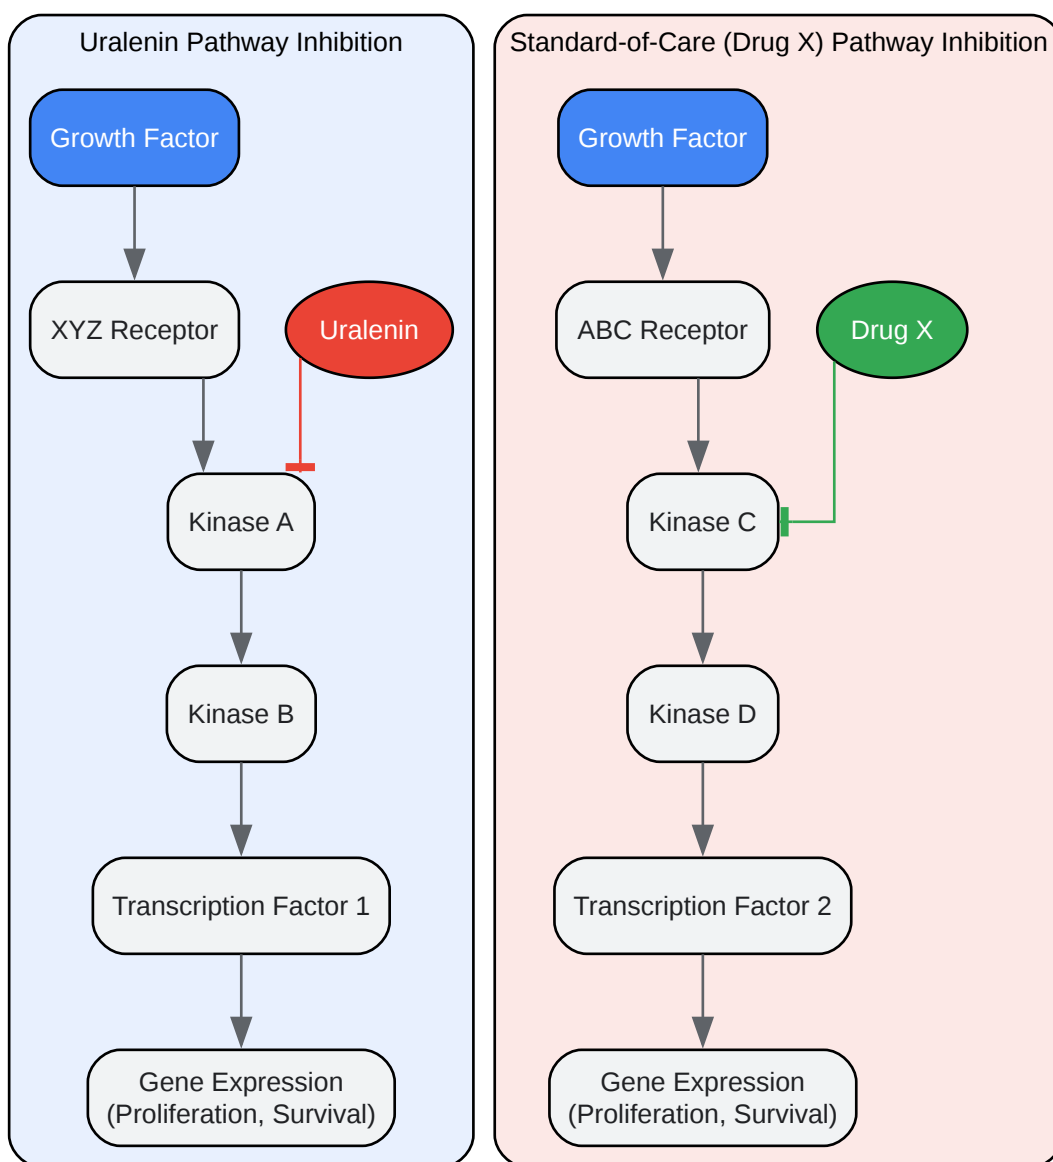 Uralenin Pathway Inhibition
Growth Factor
XYZ Receptor
Uralenin
Kinase A
Kinase B
Transcription Factor 1
Gene Expression
(Proliferation, Survival)
Standard-of-Care (Drug X) Pathway Inhibition
Growth Factor
ABC Receptor
Drug X
Kinase C
Kinase D
Transcription Factor 2
Gene Expression
(Proliferation, Survival)